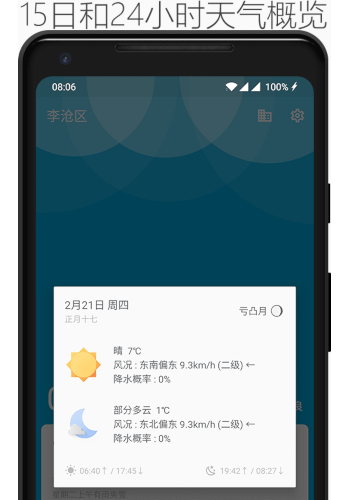 15日和24小时天气概览
08:06
100%
李沧区
2月21日 周四
正月十七
亏凸月
晴 7℃
风况 : 东南偏东 9.3km/h (二级) ←
降水概率 : 0%
部分多云 1℃
风况 : 东北偏东 9.3km/h (二级) ←
降水概率 : 0%
06:40↑ / 17:45↓
19:42↑ / 08:27↓